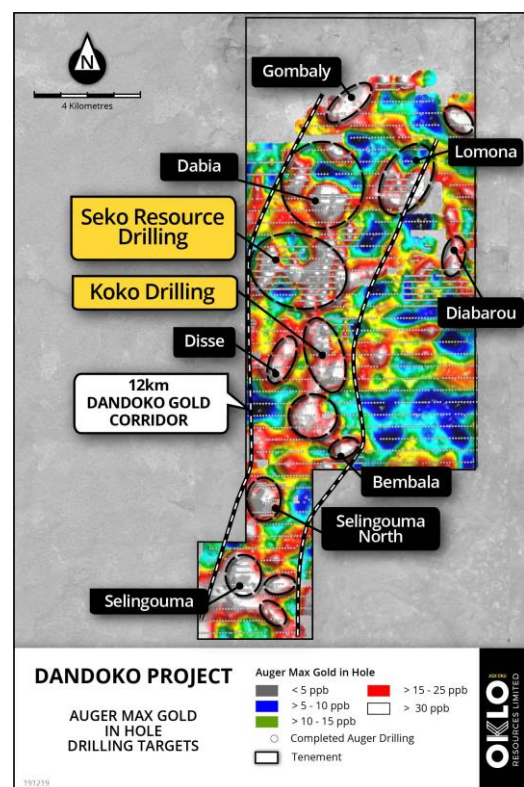 N
4 Kilometres
Gombaly
Lomona
Dabia
Seko Resource
Drilling
Koko Drilling
Diabarou
Disse
12km
DANDOKO GOLD
CORRIDOR
Bembala
Selingouma
North
Selingouma
DANDOKO PROJECT
AUGER MAX GOLD
IN HOLE
DRILLING TARGETS
Auger Max Gold in Hole
< 5 ppb
> 5 - 10 ppb
> 10 - 15 ppb
> 15 - 25 ppb
> 30 ppb
Completed Auger Drilling
Tenement
OKLO
RESOURCES LIMITED
191219